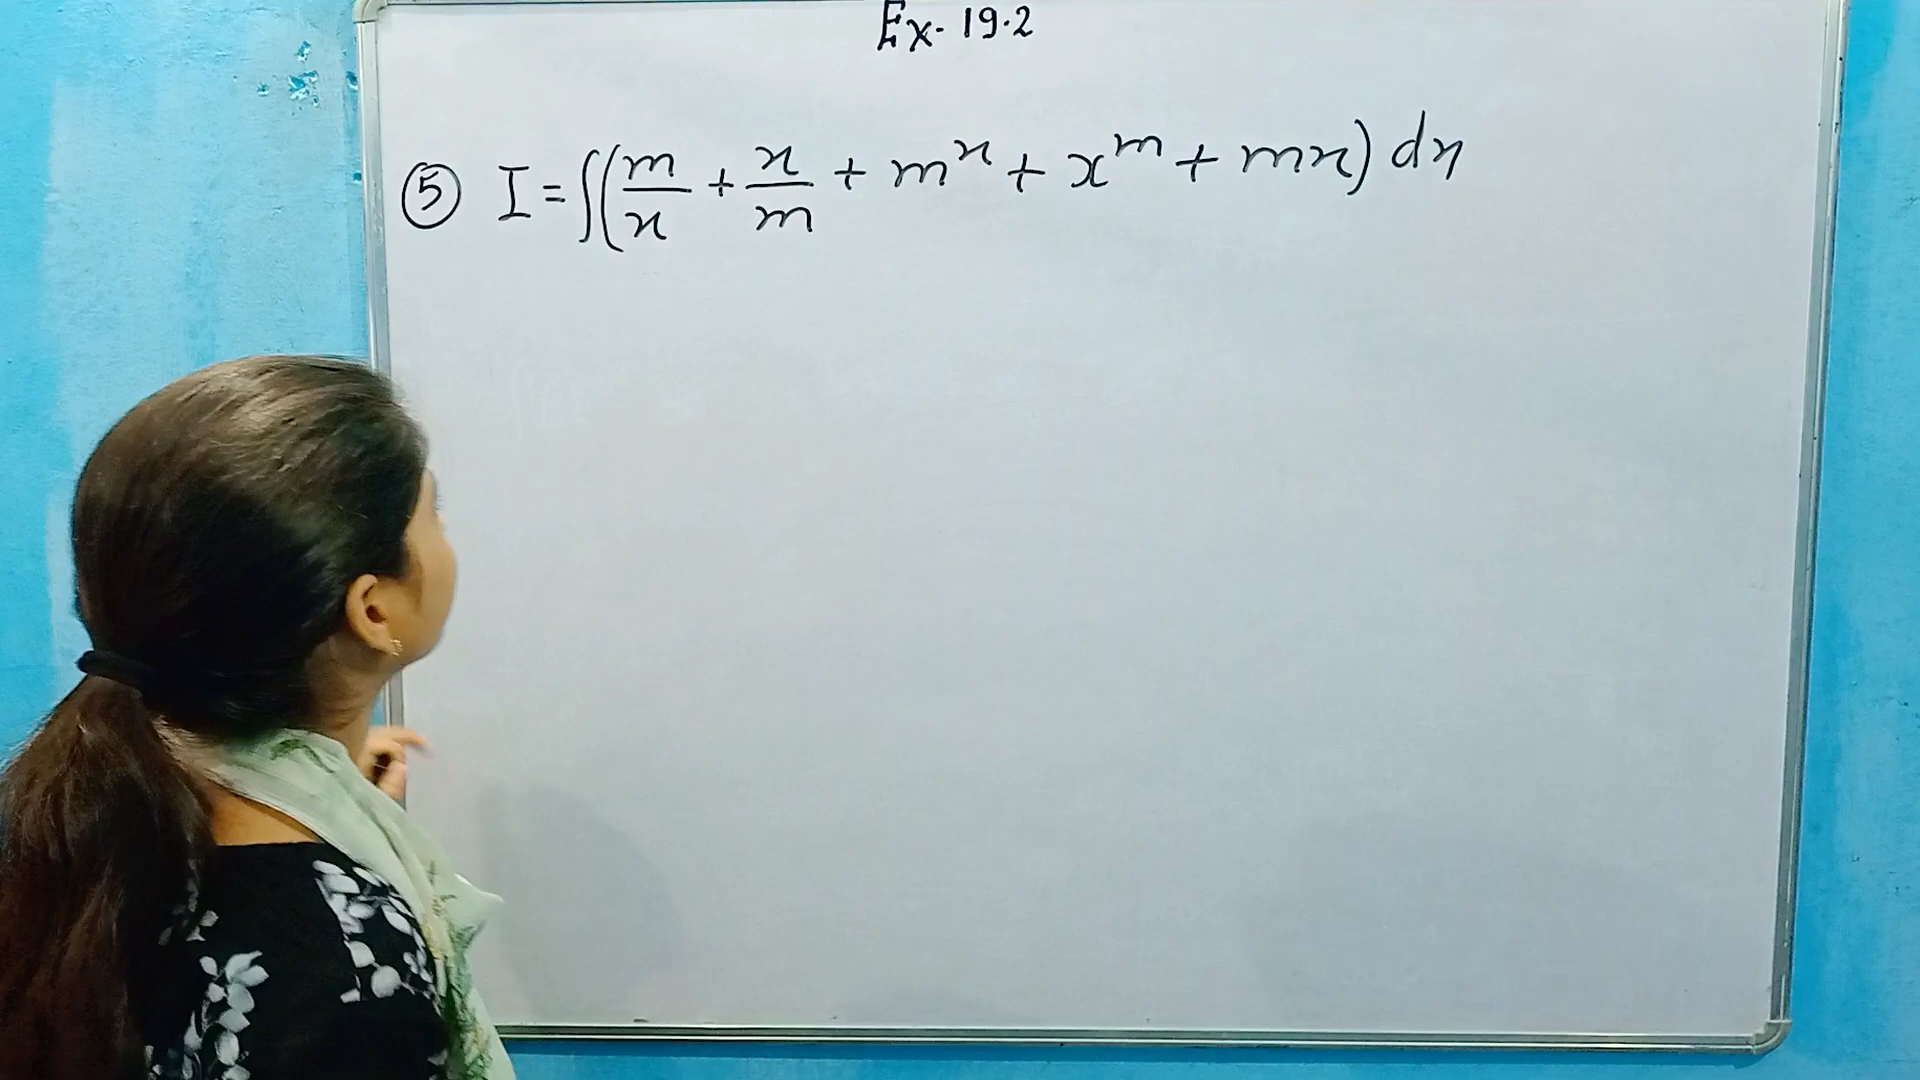 Ex. 19.2
⑤ I = ∫(m/x + x/m + m^x + x^m + mx) dx